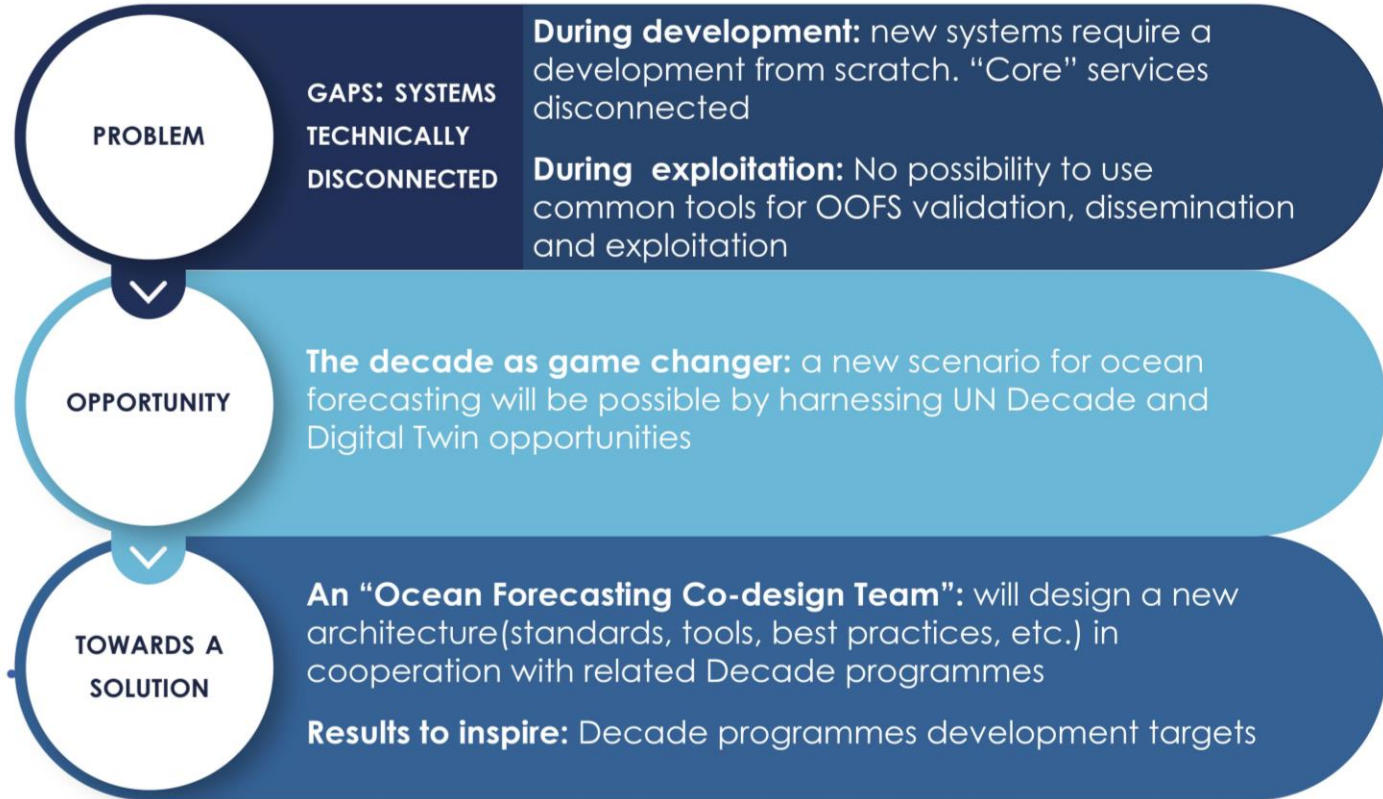 PROBLEM
GAPS: SYSTEMS
TECHNICALLY
DISCONNECTED
During development: new systems require a
development from scratch. “Core” services
disconnected
During exploitation: No possibility to use
common tools for OOFS validation, dissemination
and exploitation
OPPORTUNITY
The decade as game changer: a new scenario for ocean
forecasting will be possible by harnessing UN Decade and
Digital Twin opportunities
TOWARDS A
SOLUTION
An “Ocean Forecasting Co-design Team”: will design a new
architecture(standards, tools, best practices, etc.) in
cooperation with related Decade programmes
Results to inspire: Decade programmes development targets